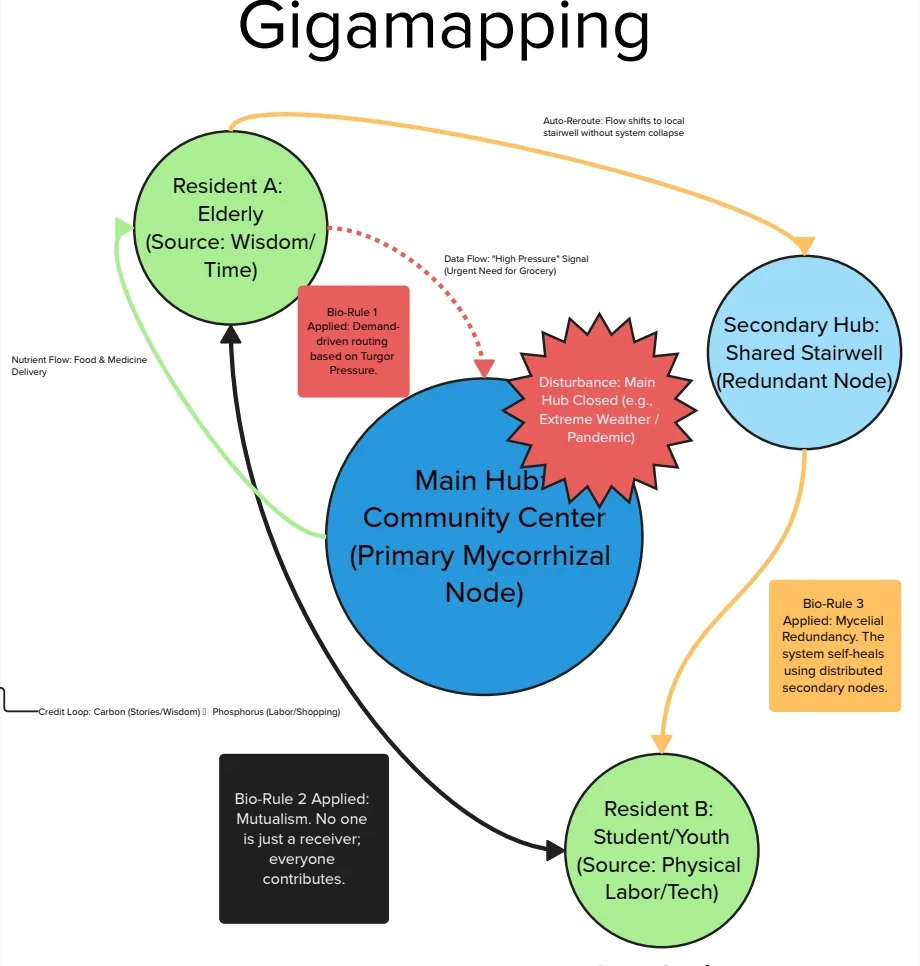 Gigamapping
Auto-Reroute: Flow shifts to local
stairwell without system collapse
Resident A:
Elderly
(Source: Wisdom/
Time)
Data Flow: "High Pressure" Signal
(Urgent Need for Grocery)
Bio-Rule 1
Applied: Demand-
driven routing
based on Turgor
Pressure.
Secondary Hub:
Shared Stairwell
(Redundant Node)
Nutrient Flow: Food & Medicine
Delivery
Disturbance: Main
Hub Closed (e.g.,
Extreme Weather /
Pandemic)
Main Hub:
Community Center
(Primary Mycorrhizal
Node)
Bio-Rule 3
Applied: Mycelial
Redundancy. The
system self-heals
using distributed
secondary nodes.
Credit Loop: Carbon (Stories/Wisdom) ▯ Phosphorus (Labor/Shopping)
Bio-Rule 2 Applied:
Mutualism. No one
is just a receiver;
everyone
contributes.
Resident B:
Student/Youth
(Source: Physical
Labor/Tech)